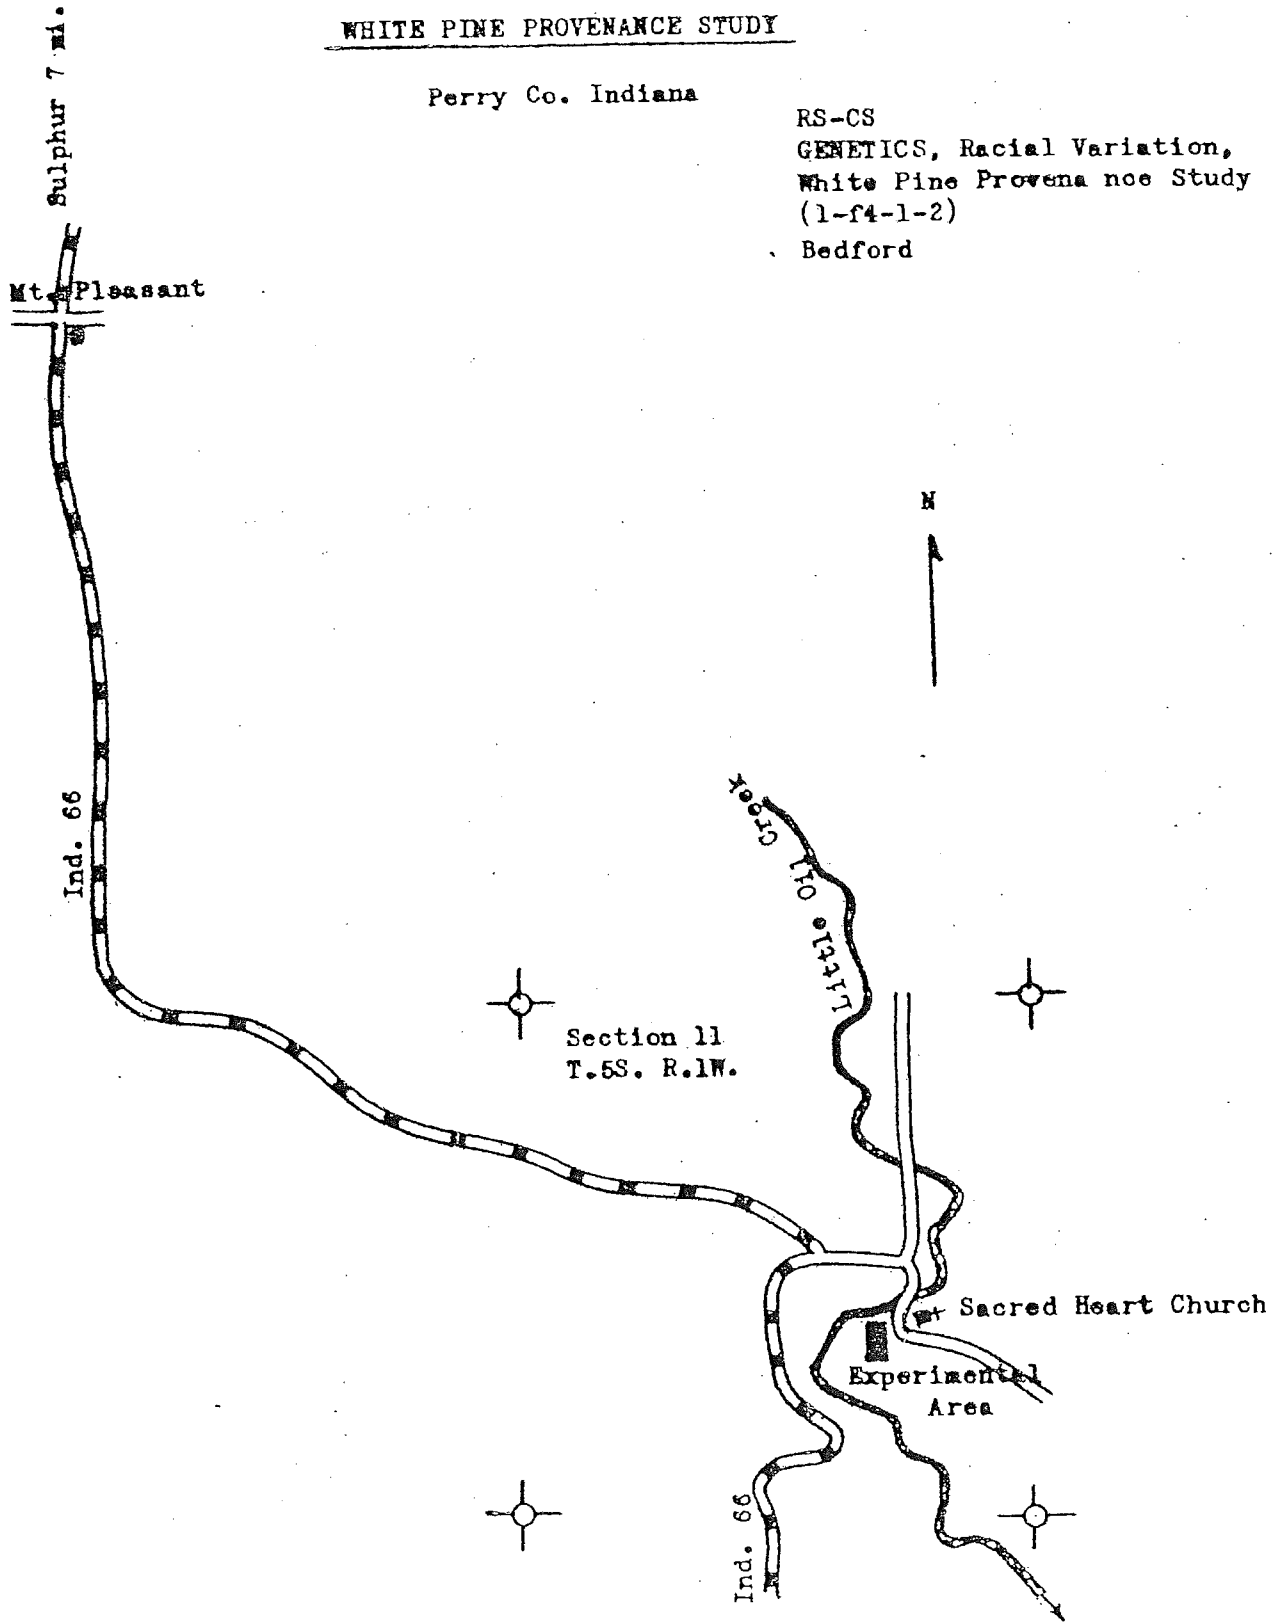 WHITE PINE PROVENANCE STUDY
Perry Co. Indiana
RS-CS
GENETICS, Racial Variation,
White Pine Provena nce Study
(1-f4-1-2)
Bedford
Sulphur 7 mi.
Mt. Pleasant
N
Ind. 66
Little Oil Creek
Section 11
T.5S. R.1W.
Sacred Heart Church
Experimental
Area
Ind. 66